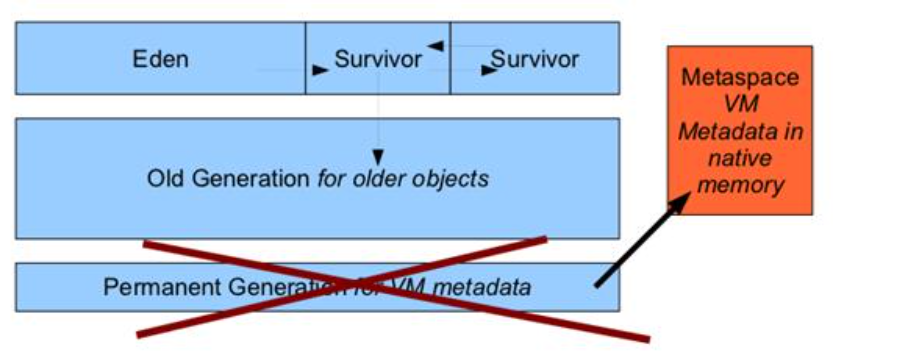 Eden
Survivor
Survivor
Metaspace
VM
Metadata in
native
memory
Old Generation for older objects
Permanent Generation for VM metadata